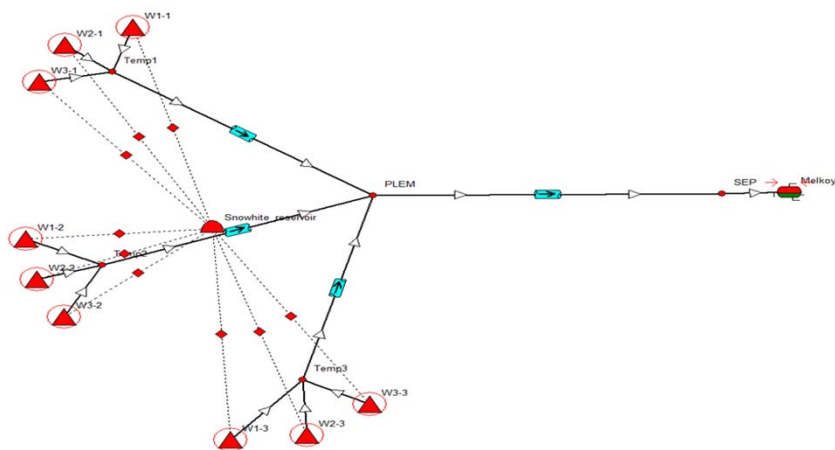 W1-1
W2-1
Temp1
W3-1
PLEM
SEP
Melkoy
Snowhite_reservoir
W1-2
Temp2
W2-2
W3-2
Temp3
W3-3
W1-3
W2-3